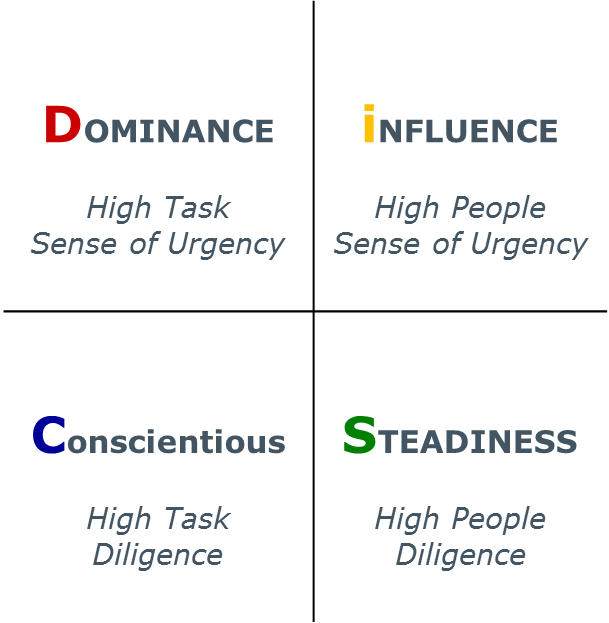 DOMINANCE
High Task
Sense of Urgency
iNFLUENCE
High People
Sense of Urgency
Conscientious
High Task
Diligence
STEADINESS
High People
Diligence